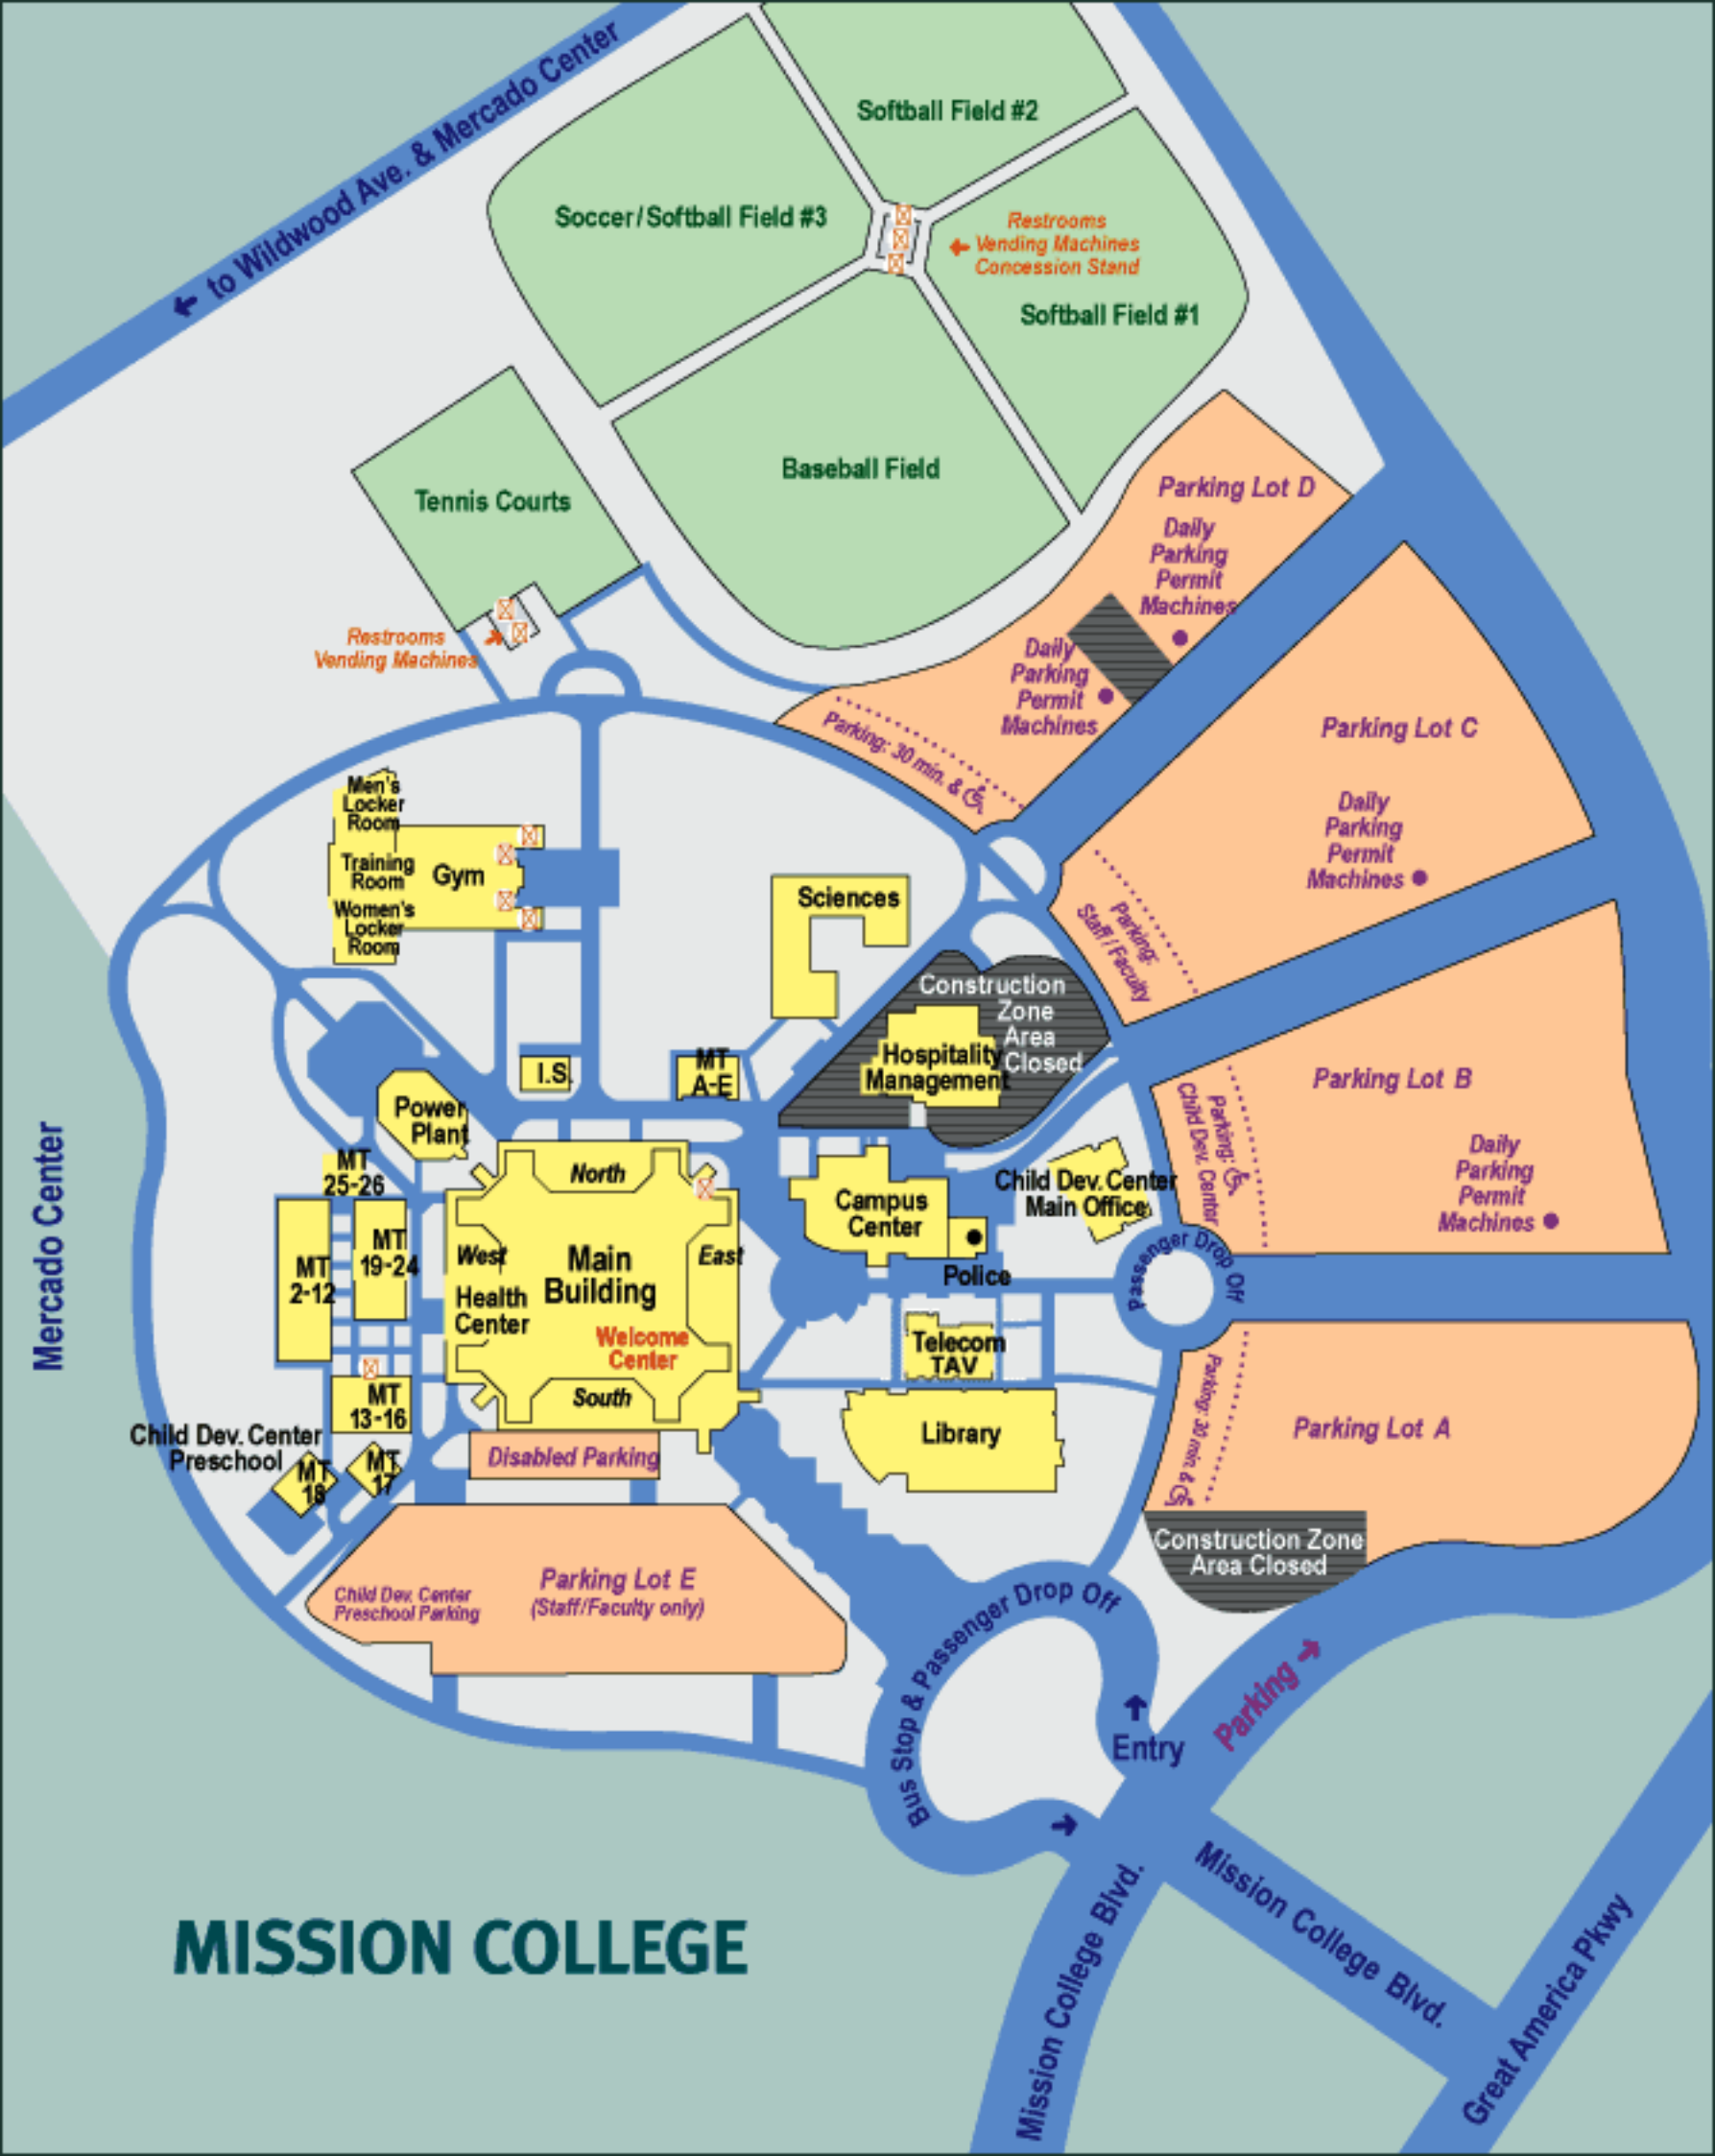 ← to Wildwood Ave. & Mercado Center
Softball Field #2
Soccer/Softball Field #3
Restrooms
← Vending Machines
Concession Stand
Softball Field #1
Baseball Field
Tennis Courts
Restrooms
Vending Machines
Parking Lot D
Daily
Parking
Permit
Machines
Daily
Parking
Permit
Machines
Parking: 30 min. & ♿
Parking Lot C
Daily
Parking
Permit
Machines
Parking:
Staff/Faculty
Men's
Locker
Room
Training
Room
Gym
Women's
Locker
Room
Sciences
Construction
Zone
Area
Closed
Hospitality
Management
I.S.
MT
A-E
Power
Plant
Parking Lot B
Parking: ♿
Child Dev. Center
Daily
Parking
Permit
Machines
MT
25-26
North
Child Dev. Center
Main Office
Campus
Center
Mercado Center
MT
19-24
MT
2-12
West
Main
Building
East
Health
Center
Welcome
Center
South
Police
Passenger Drop Off
Telecom
TAV
MT
13-16
Library
Parking Lot A
Parking: 30 min. & ♿
Child Dev. Center
Preschool
MT
18
MT
17
Disabled Parking
Construction Zone
Area Closed
Parking Lot E
(Staff/Faculty only)
Child Dev. Center
Preschool Parking
Bus Stop & Passenger Drop Off
Parking →
Entry
Mission College Blvd.
Mission College Blvd.
Great America Pkwy
MISSION COLLEGE